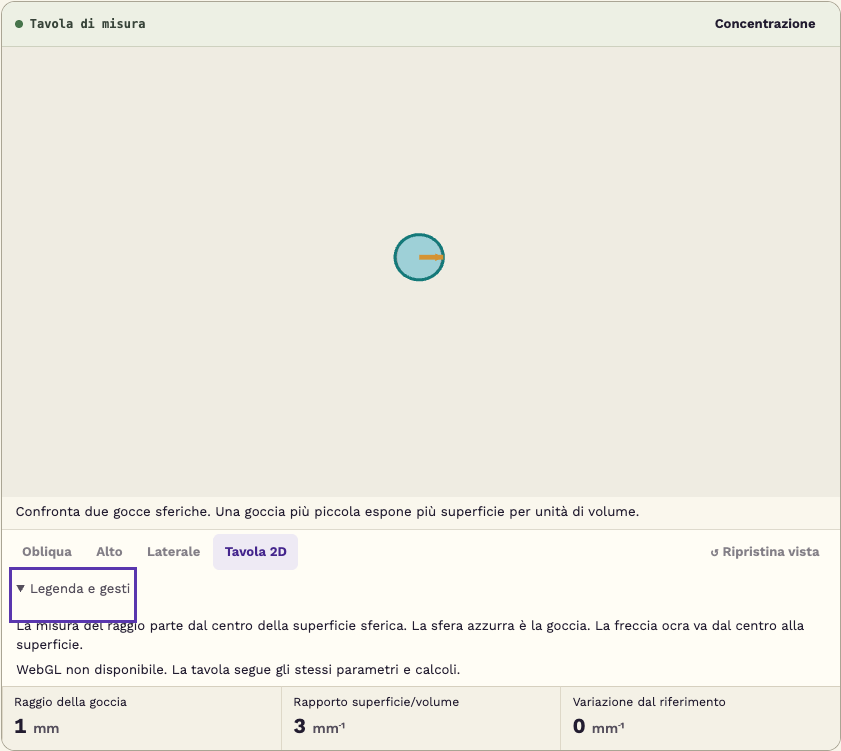 Tavola di misura
Concentrazione
Confronta due gocce sferiche. Una goccia più piccola espone più superficie per unità di volume.
Obliqua
Alto
Laterale
Tavola 2D
↺ Ripristina vista
▼ Legenda e gesti
La misura del raggio parte dal centro della superficie sferica. La sfera azzurra è la goccia. La freccia ocra va dal centro alla
superficie.
WebGL non disponibile. La tavola segue gli stessi parametri e calcoli.
Raggio della goccia
1 mm
Rapporto superficie/volume
3 mm⁻¹
Variazione dal riferimento
0 mm⁻¹